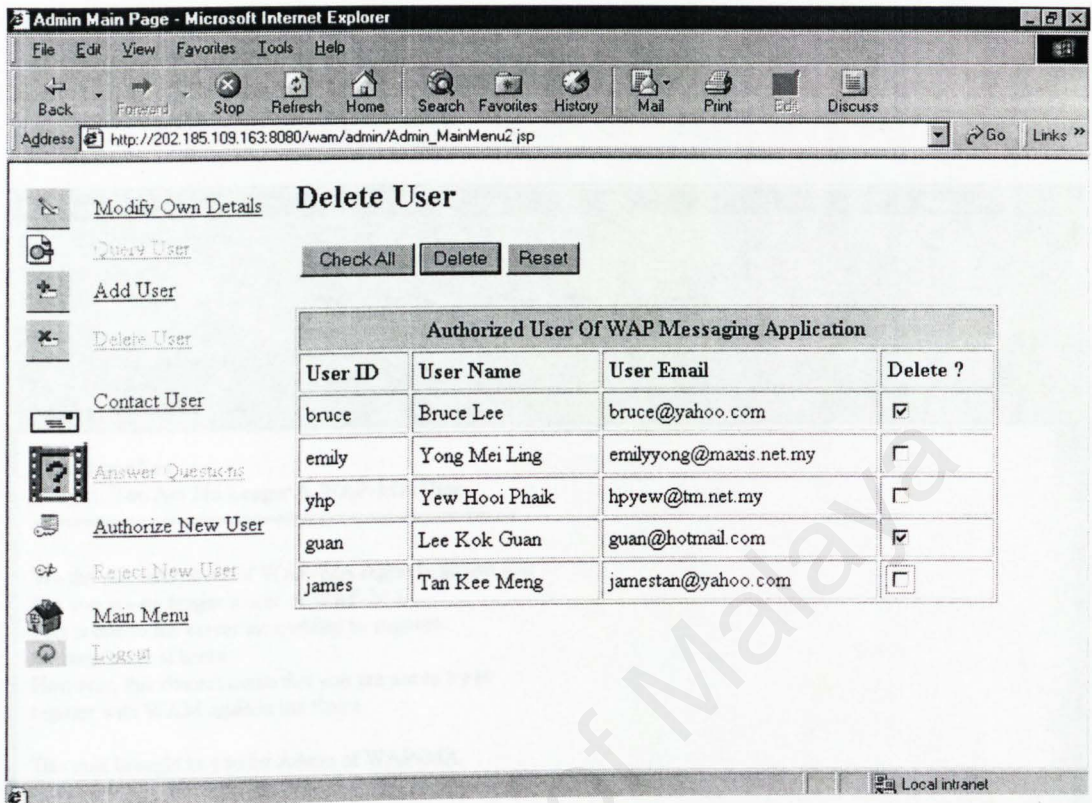 Admin Main Page - Microsoft Internet Explorer
File Edit View Favorites Tools Help
Back Forward Stop Refresh Home Search Favorites History Mail Print Edit Discuss
Address http://202.185.109.163:8080/wam/admin/Admin_MainMenu2.jsp Go Links »
Modify Own Details
Query User
Add User
Delete User
Contact User
Answer Questions
Authorize New User
Reject New User
Main Menu
Logout
Delete User
Check All Delete Reset
Authorized User Of WAP Messaging Application
User ID User Name User Email Delete ?
bruce Bruce Lee bruce@yahoo.com
emily Yong Mei Ling emilyyong@maxis.net.my
yhp Yew Hooi Phaik hpyew@tm.net.my
guan Lee Kok Guan guan@hotmail.com
james Tan Kee Meng jamestan@yahoo.com
of Malaya
Local intranet